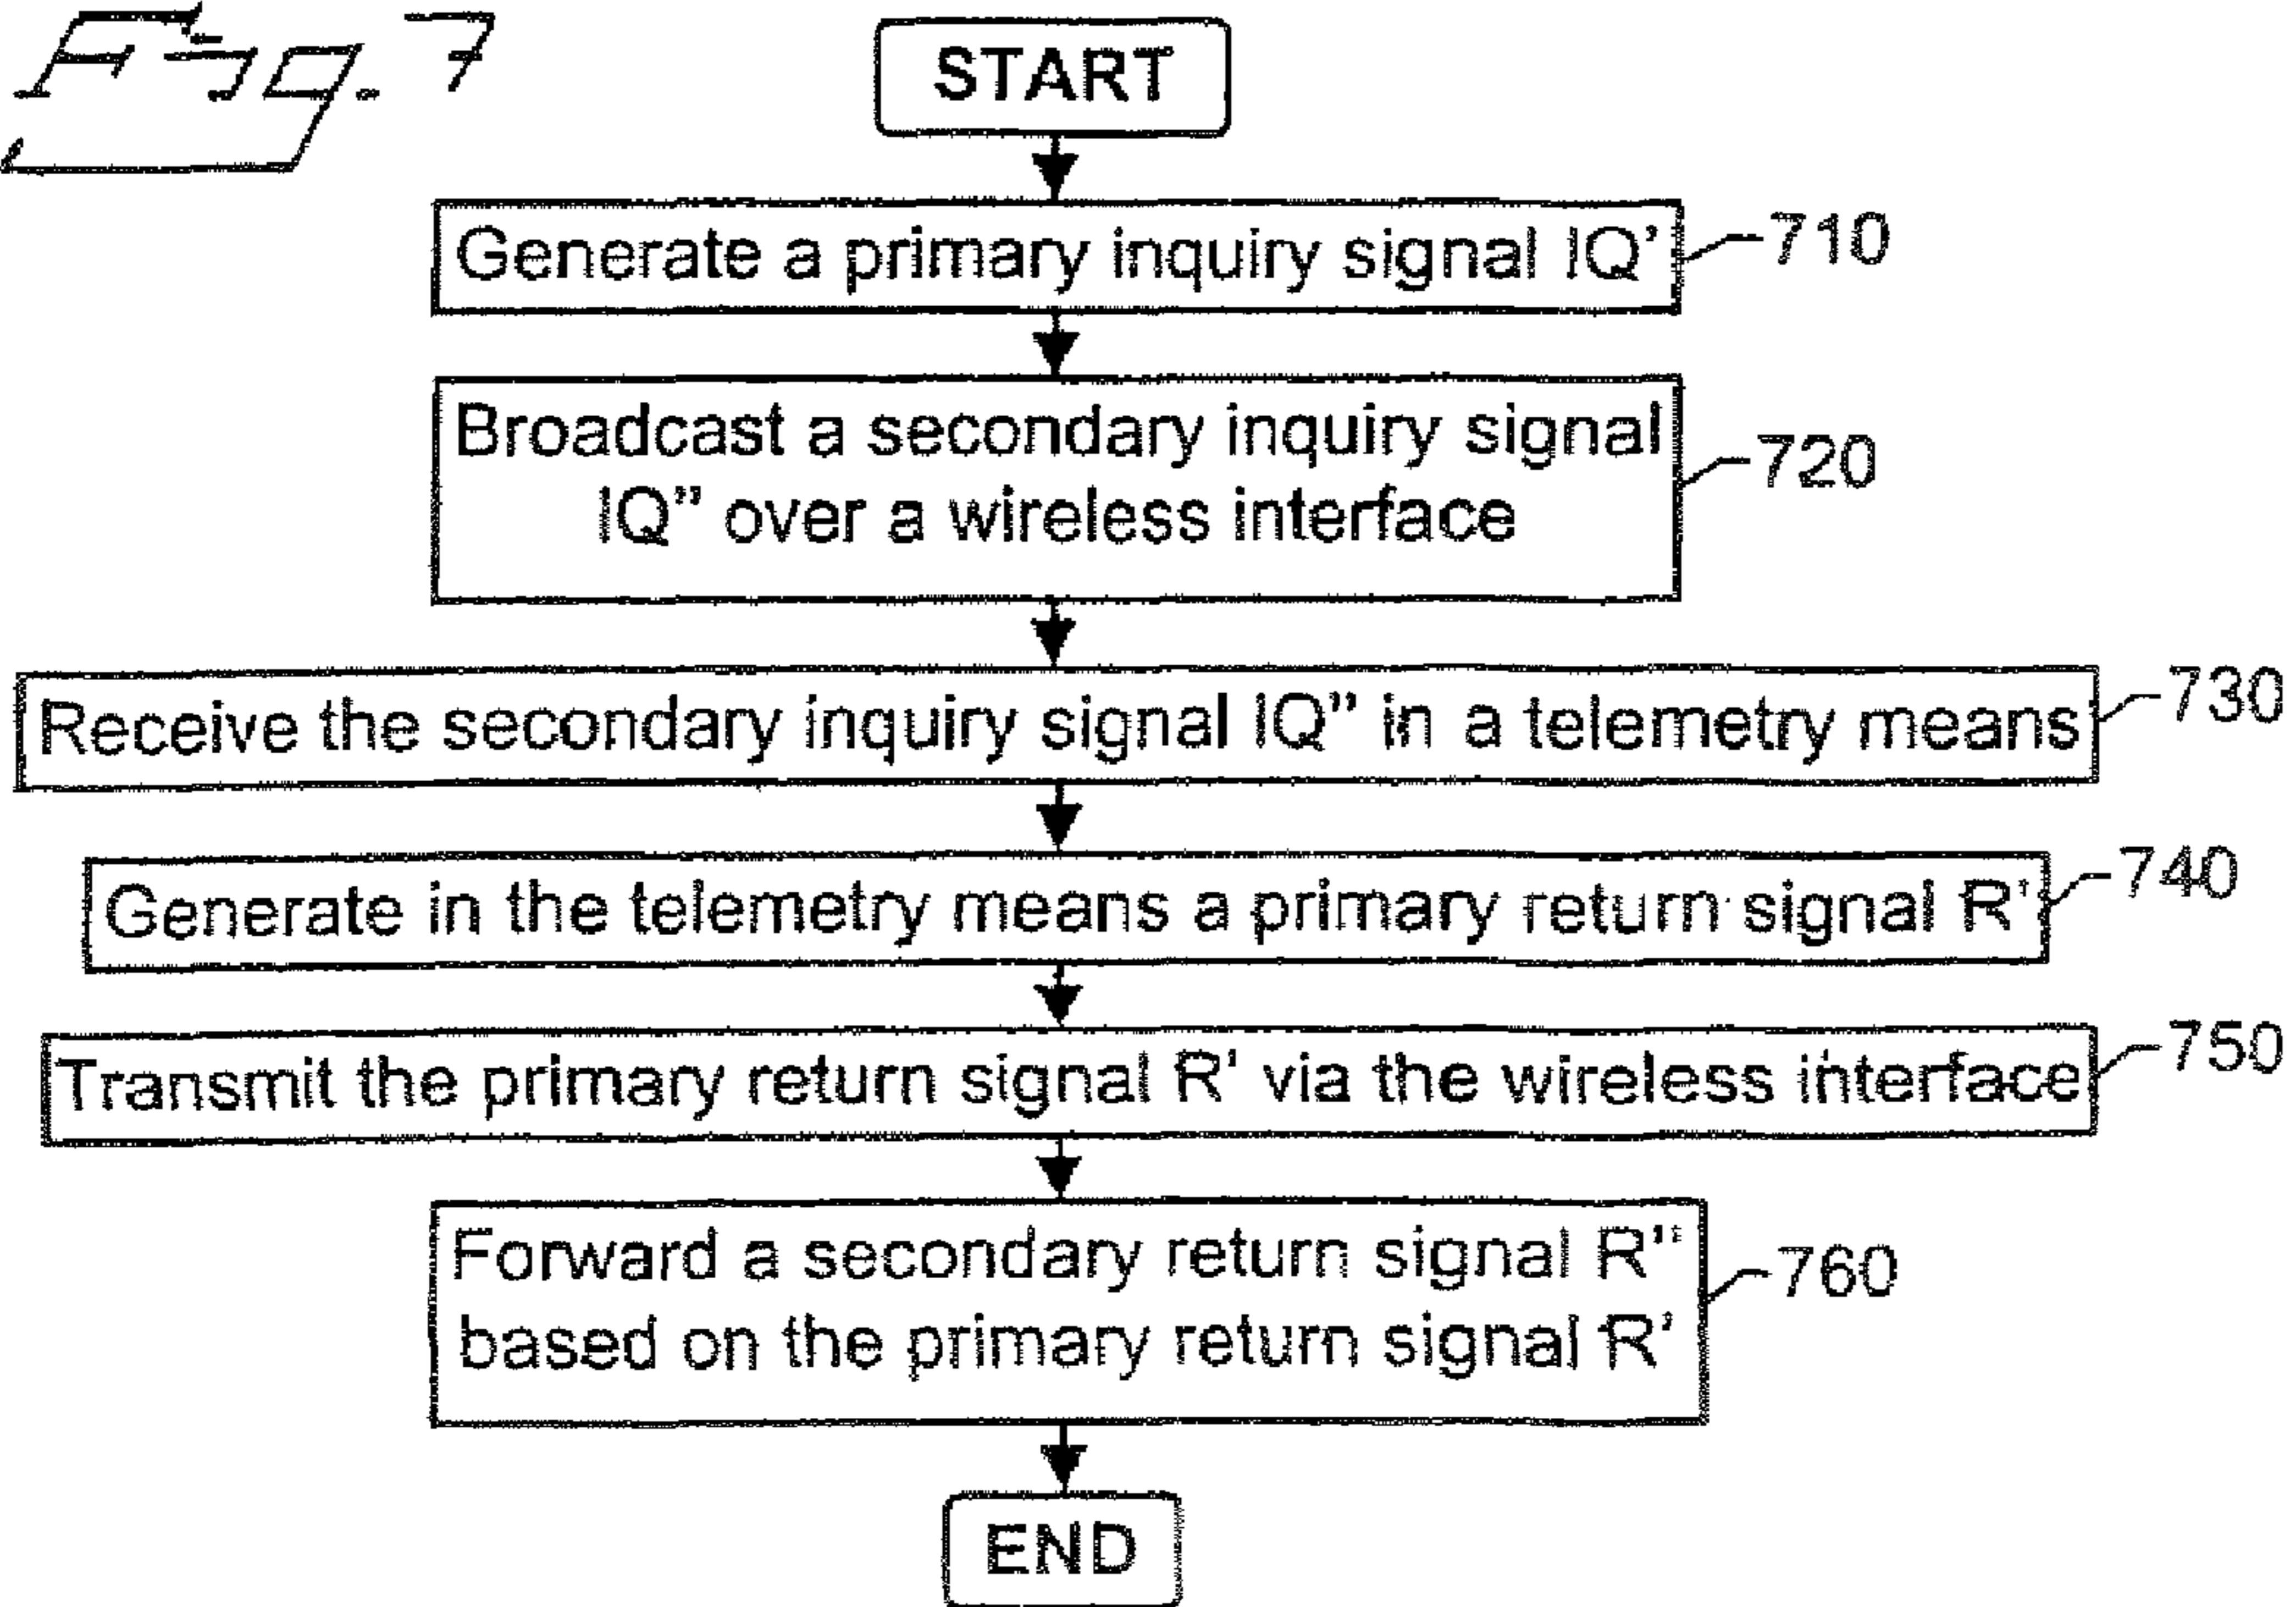 Fig. 7
START
Generate a primary inquiry signal IQ’
710
Broadcast a secondary inquiry signal
IQ” over a wireless interface
720
Receive the secondary inquiry signal IQ” in a telemetry means
730
Generate in the telemetry means a primary return signal R'
740
Transmit the primary return signal R' via the wireless interface
750
Forward a secondary return signal R"
based on the primary return signal R'
760
END